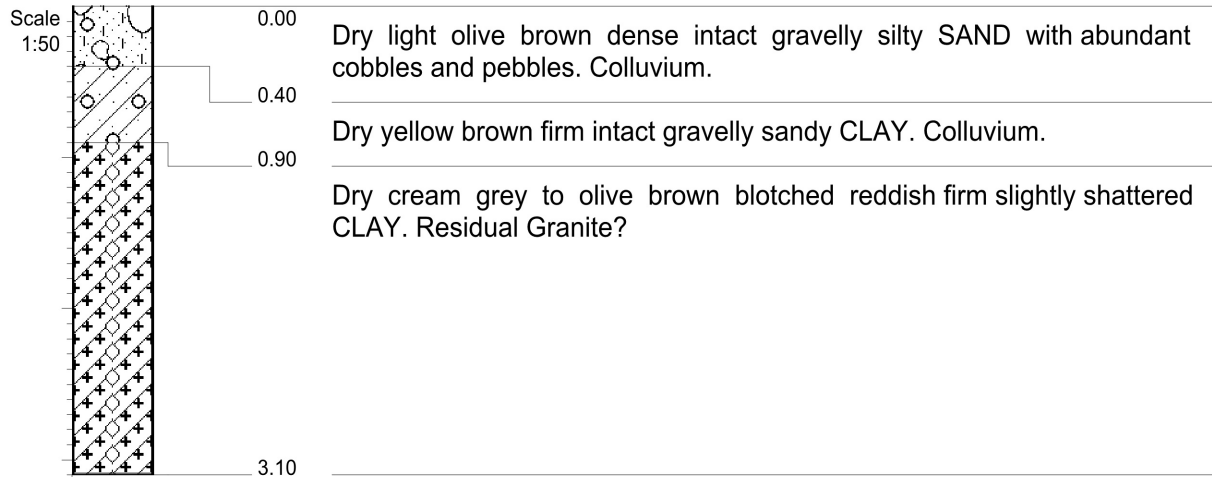 Scale
1:50
0.00
Dry light olive brown dense intact gravelly silty SAND with abundant
cobbles and pebbles. Colluvium.
0.40
Dry yellow brown firm intact gravelly sandy CLAY. Colluvium.
0.90
Dry cream grey to olive brown blotched reddish firm slightly shattered
CLAY. Residual Granite?
3.10